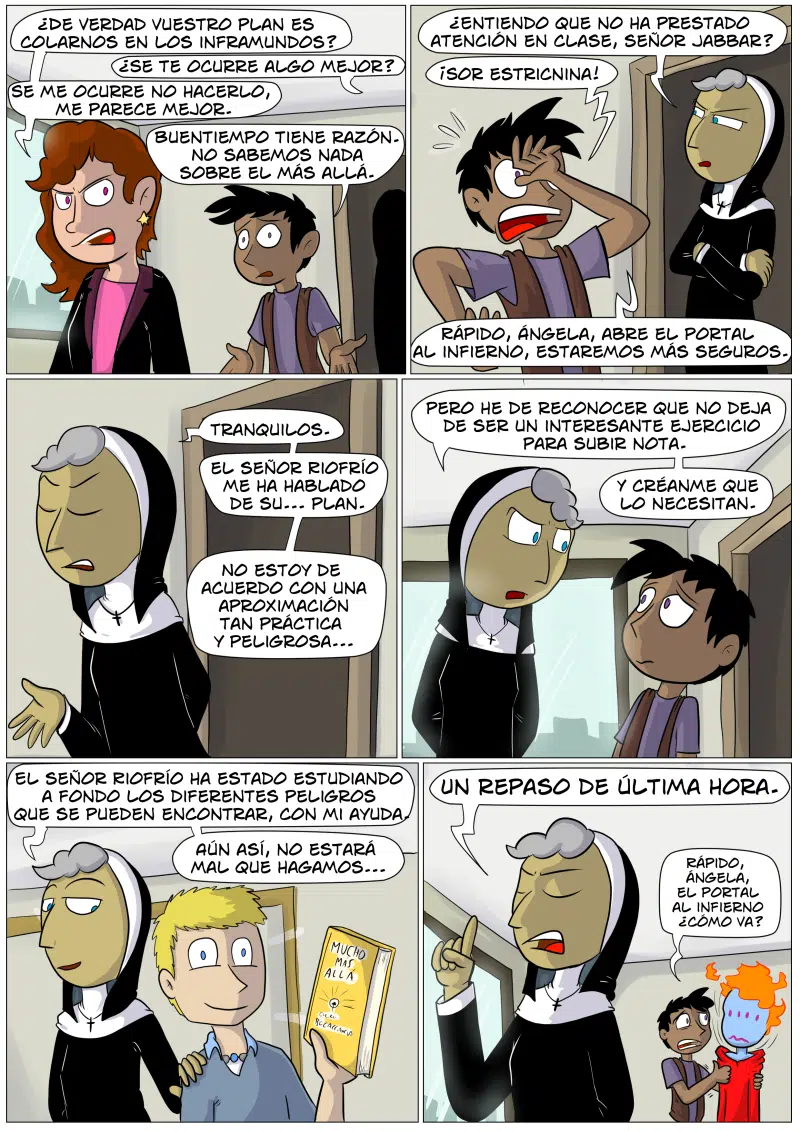 ¿DE VERDAD VUESTRO PLAN ES
COLARNOS EN LOS INFRAMUNDOS?
¿SE TE OCURRE ALGO MEJOR?
SE ME OCURRE NO HACERLO,
ME PARECE MEJOR.
BUENTIEMPO TIENE RAZÓN.
NO SABEMOS NADA
SOBRE EL MÁS ALLÁ.
¿ENTIENDO QUE NO HA PRESTADO
ATENCIÓN EN CLASE, SEÑOR JABBAR?
¡SOR ESTRICNINA!
RÁPIDO, ÁNGELA, ABRE EL PORTAL
AL INFIERNO, ESTAREMOS MÁS SEGUROS.
TRANQUILOS.
EL SEÑOR RIOFRÍO
ME HA HABLADO
DE SU... PLAN.
NO ESTOY DE
ACUERDO CON UNA
APROXIMACIÓN
TAN PRÁCTICA
Y PELIGROSA...
PERO HE DE RECONOCER QUE NO DEJA
DE SER UN INTERESANTE EJERCICIO
PARA SUBIR NOTA.
Y CRÉANME QUE
LO NECESITAN.
EL SEÑOR RIOFRÍO HA ESTADO ESTUDIANDO
A FONDO LOS DIFERENTES PELIGROS
QUE SE PUEDEN ENCONTRAR, CON MI AYUDA.
AÚN ASÍ, NO ESTARÁ
MAL QUE HAGAMOS...
MUCHO
MAS
ALLÁ
UN REPASO DE ÚLTIMA HORA.
RÁPIDO,
ÁNGELA,
EL PORTAL
AL INFIERNO
¿CÓMO VA?